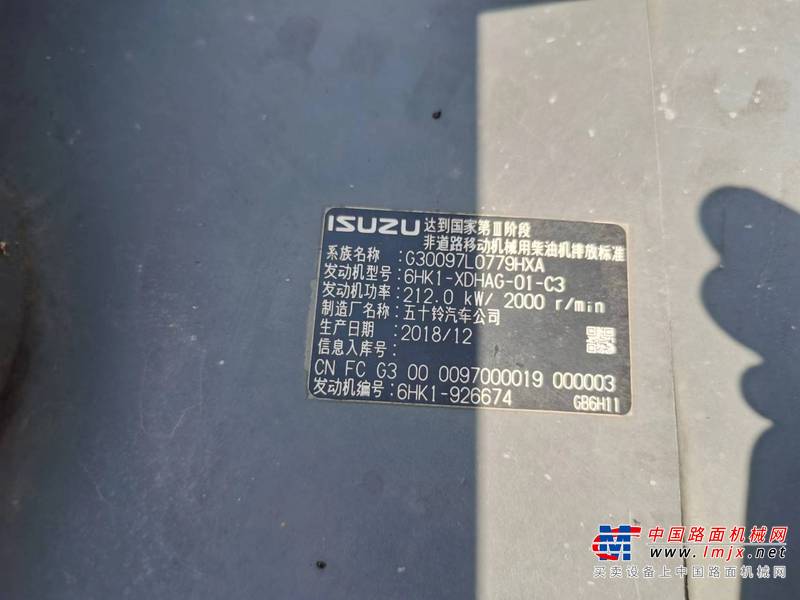 ISUZU 达到国家第Ⅲ阶段
非道路移动机械用柴油机排放标准
系族名称：G30097L0779HXA
发动机型号：6HK1-XDHAG-01-C3
发动机功率：212.0 kW/ 2000 r/min
制造厂名称：五十铃汽车公司
生产日期：2018/12
信息入库号：
CN FC G3 00 0097000019 000003
发动机编号：6HK1-926674
GB6H11
中国路面机械网
www.lmjx.net
买卖设备上中国路面机械网